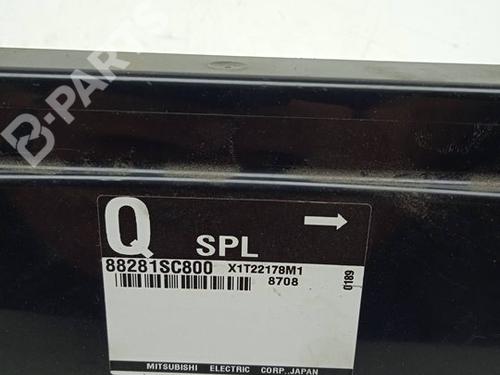 B-PARTS
Q SPL
88281SC800 X1T22178M1
8708
0189
MITSUBISHI ELECTRIC CORP.,JAPAN